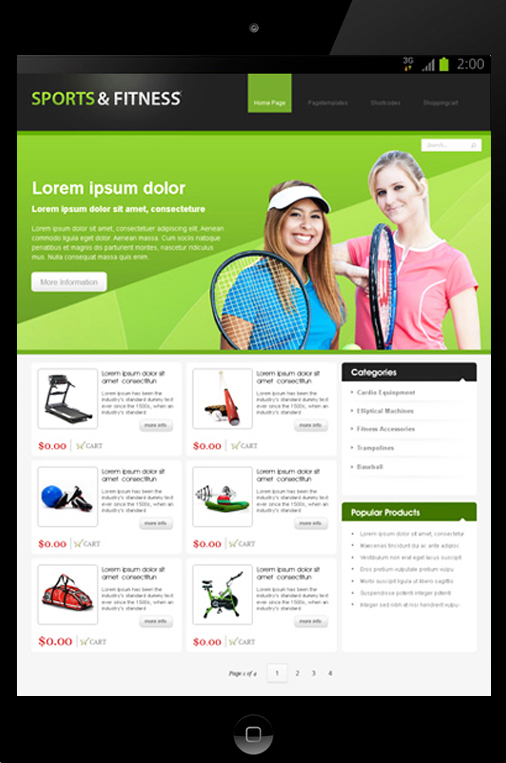 3G 2:00
SPORTS & FITNESS
Home Page Pagetemplates Shortcodes Shoppingcart
Search...
Lorem ipsum dolor
Lorem ipsum dolor sit amet, consecteture
Lorem ipsum dolor sit amet, consectetuer adipiscing elit. Aenean
commodo ligula eget dolor. Aenean massa. Cum sociis natoque
penatibus et magnis dis parturient montes, nascetur ridiculus
mus. Nulla consequat massa quis enim.
More Information
Lorem ipsum dolor sit
amet consectitun
Lorem ipsum has been the
industry's standard dummy text
ever since the 1500s, when an
industry's standard
more info
$0.00 CART
Lorem ipsum dolor sit
amet consectitun
Lorem ipsum has been the
industry's standard dummy text
ever since the 1500s, when an
industry's standard
more info
$0.00 CART
Lorem ipsum dolor sit
amet consectitun
Lorem ipsum has been the
industry's standard dummy text
ever since the 1500s, when an
industry's standard
more info
$0.00 CART
Lorem ipsum dolor sit
amet consectitun
Lorem ipsum has been the
industry's standard dummy text
ever since the 1500s, when an
industry's standard
more info
$0.00 CART
Lorem ipsum dolor sit
amet consectitun
Lorem ipsum has been the
industry's standard dummy text
ever since the 1500s, when an
industry's standard
more info
$0.00 CART
Lorem ipsum dolor sit
amet consectitun
Lorem ipsum has been the
industry's standard dummy text
ever since the 1500s, when an
industry's standard
more info
$0.00 CART
Categories
Cardio Equiopment
Elliptical Machines
Fitness Accessories
Trampolines
Baseball
Popular Products
Lorem ipsum dolor sit amet, consectetur
Maecenas tincidunt dui ac ante adipisc
Vestibulum non erat eget lacus suscipit
Eros pretium vulputate pretium vulpu
Morbi suscipit ligula ut libero sagittis
Suspendisse potenti integer potenti
Integer sed nibh at nisi hendrerit vulpu
Page 1 of 4 1 2 3 4